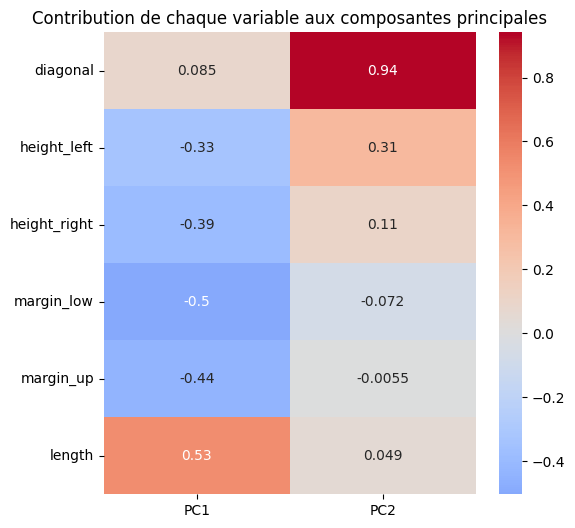 Contribution de chaque variable aux composantes principales
diagonal 0.085 0.94
height_left -0.33 0.31
height_right -0.39 0.11
margin_low -0.5 -0.072
margin_up -0.44 -0.0055
length 0.53 0.049
PC1 PC2
0.8
0.6
0.4
0.2
0.0
−0.2
−0.4